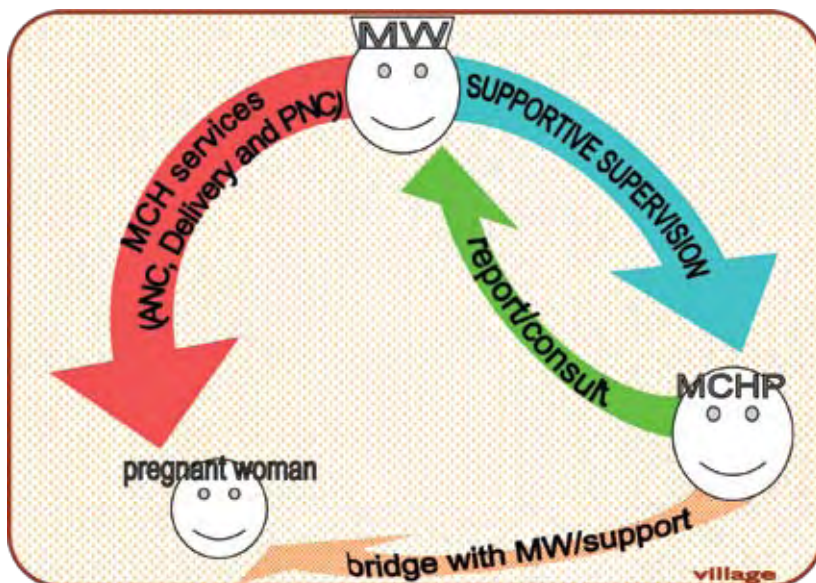 MW
MCH services
(ANC, Delivery and PNC)
SUPPORTIVE SUPERVISION
report/consult
MCHP
pregnant woman
bridge with MW/support
village